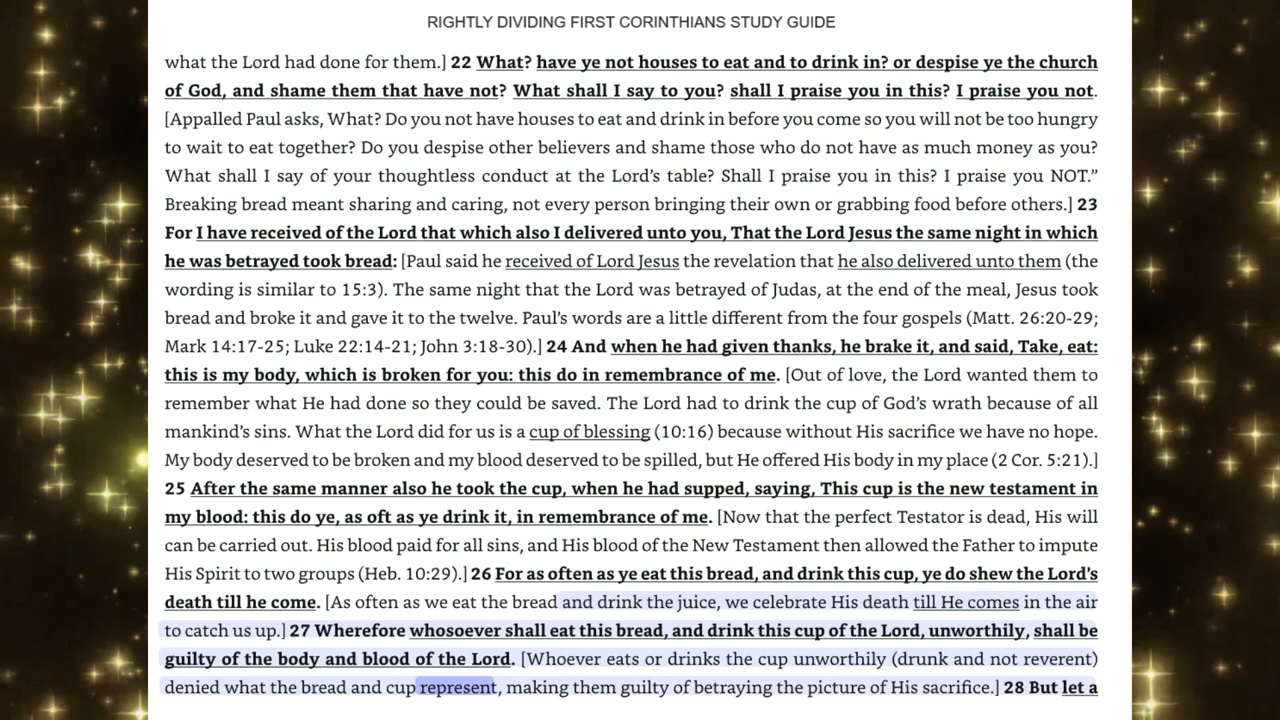 RIGHTLY DIVIDING FIRST CORINTHIANS STUDY GUIDE
what the Lord had done for them.] 22 What? have ye not houses to eat and to drink in? or despise ye the church
of God, and shame them that have not? What shall I say to you? shall I praise you in this? I praise you not.
[Appalled Paul asks, What? Do you not have houses to eat and drink in before you come so you will not be too hungry
to wait to eat together? Do you despise other believers and shame those who do not have as much money as you?
What shall I say of your thoughtless conduct at the Lord’s table? Shall I praise you in this? I praise you NOT.”
Breaking bread meant sharing and caring, not every person bringing their own or grabbing food before others.] 23
For I have received of the Lord that which also I delivered unto you, That the Lord Jesus the same night in which
he was betrayed took bread: [Paul said he received of Lord Jesus the revelation that he also delivered unto them (the
wording is similar to 15:3). The same night that the Lord was betrayed of Judas, at the end of the meal, Jesus took
bread and broke it and gave it to the twelve. Paul’s words are a little different from the four gospels (Matt. 26:20-29;
Mark 14:17-25; Luke 22:14-21; John 3:18-30).] 24 And when he had given thanks, he brake it, and said, Take, eat:
this is my body, which is broken for you: this do in remembrance of me. [Out of love, the Lord wanted them to
remember what He had done so they could be saved. The Lord had to drink the cup of God’s wrath because of all
mankind’s sins. What the Lord did for us is a cup of blessing (10:16) because without His sacrifice we have no hope.
My body deserved to be broken and my blood deserved to be spilled, but He offered His body in my place (2 Cor. 5:21).]
25 After the same manner also he took the cup, when he had supped, saying, This cup is the new testament in
my blood: this do ye, as oft as ye drink it, in remembrance of me. [Now that the perfect Testator is dead, His will
can be carried out. His blood paid for all sins, and His blood of the New Testament then allowed the Father to impute
His Spirit to two groups (Heb. 10:29).] 26 For as often as ye eat this bread, and drink this cup, ye do shew the Lord’s
death till he come. [As often as we eat the bread and drink the juice, we celebrate His death till He comes in the air
to catch us up.] 27 Wherefore whosoever shall eat this bread, and drink this cup of the Lord, unworthily, shall be
guilty of the body and blood of the Lord. [Whoever eats or drinks the cup unworthily (drunk and not reverent)
denied what the bread and cup represent, making them guilty of betraying the picture of His sacrifice.] 28 But let a